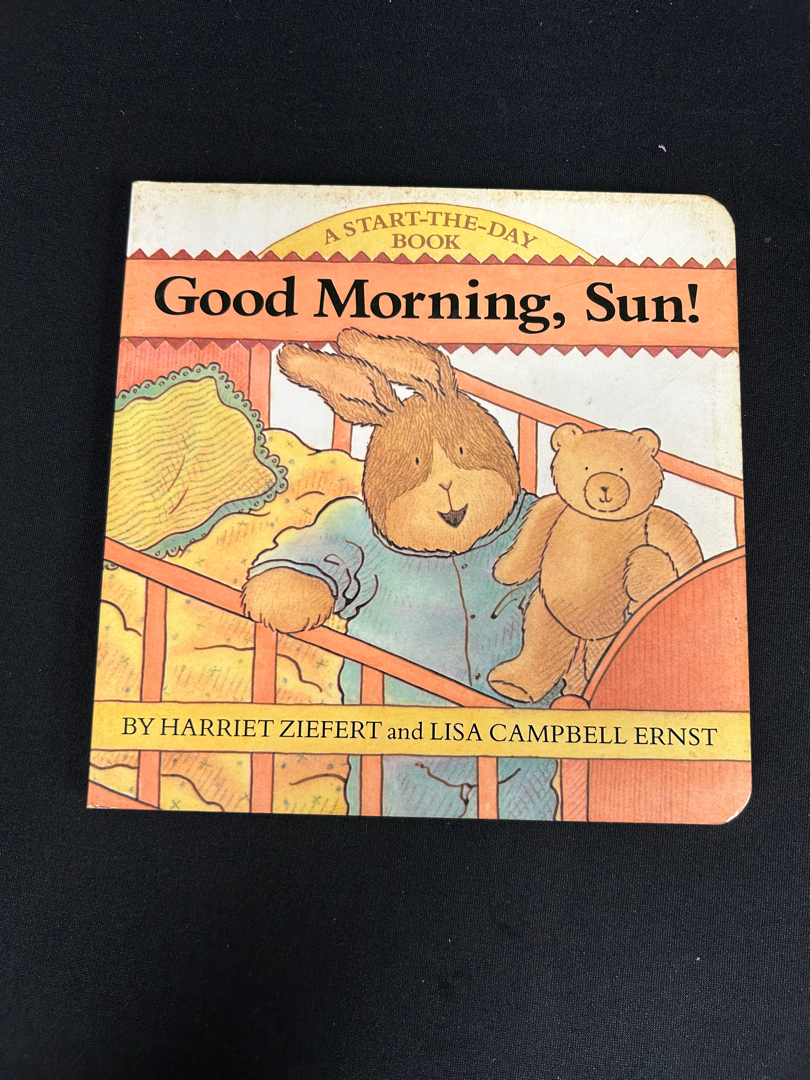 A START-THE-DAY
BOOK
Good Morning, Sun!
BY HARRIET ZIEFERT and LISA CAMPBELL ERNST